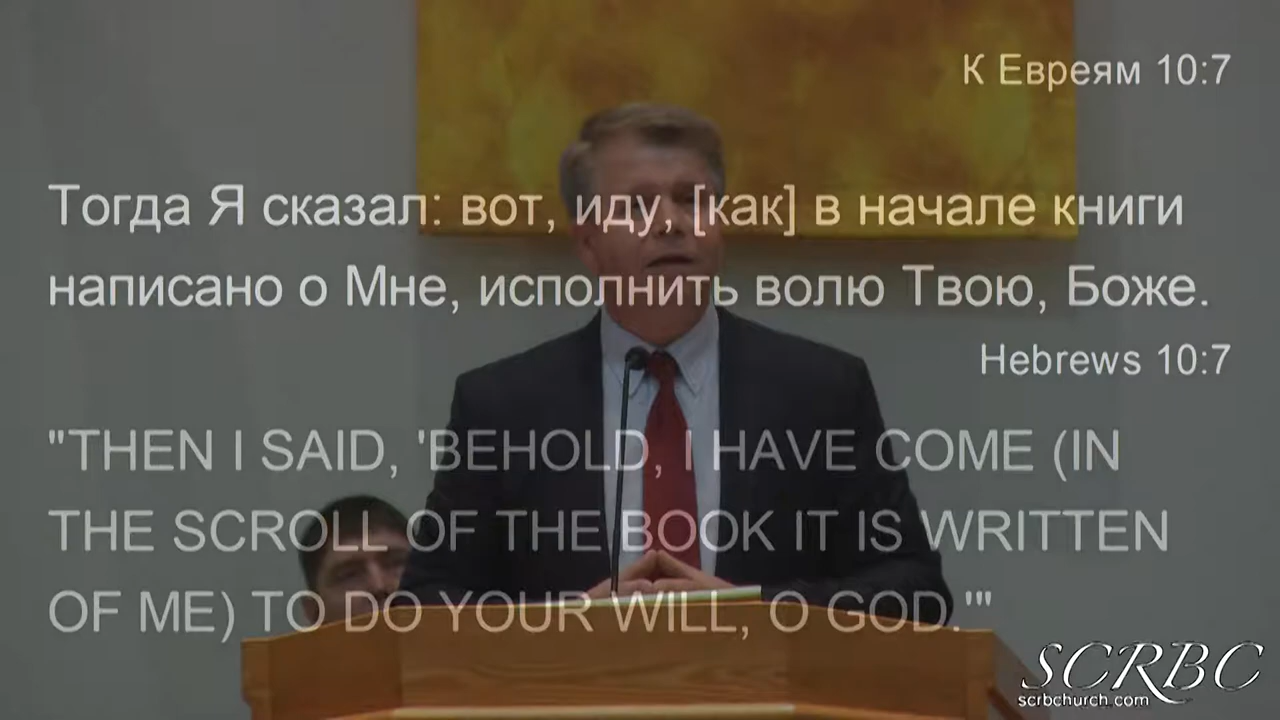 К Евреям 10:7
Тогда Я сказал: вот, иду, [как] в начале книги
написано о Мне, исполнить волю Твою, Боже.
Hebrews 10:7
"THEN I SAID, 'BEHOLD, I HAVE COME (IN
THE SCROLL OF THE BOOK IT IS WRITTEN
OF ME) TO DO YOUR WILL, O GOD.'"
SCRBC
scrbchurch.com